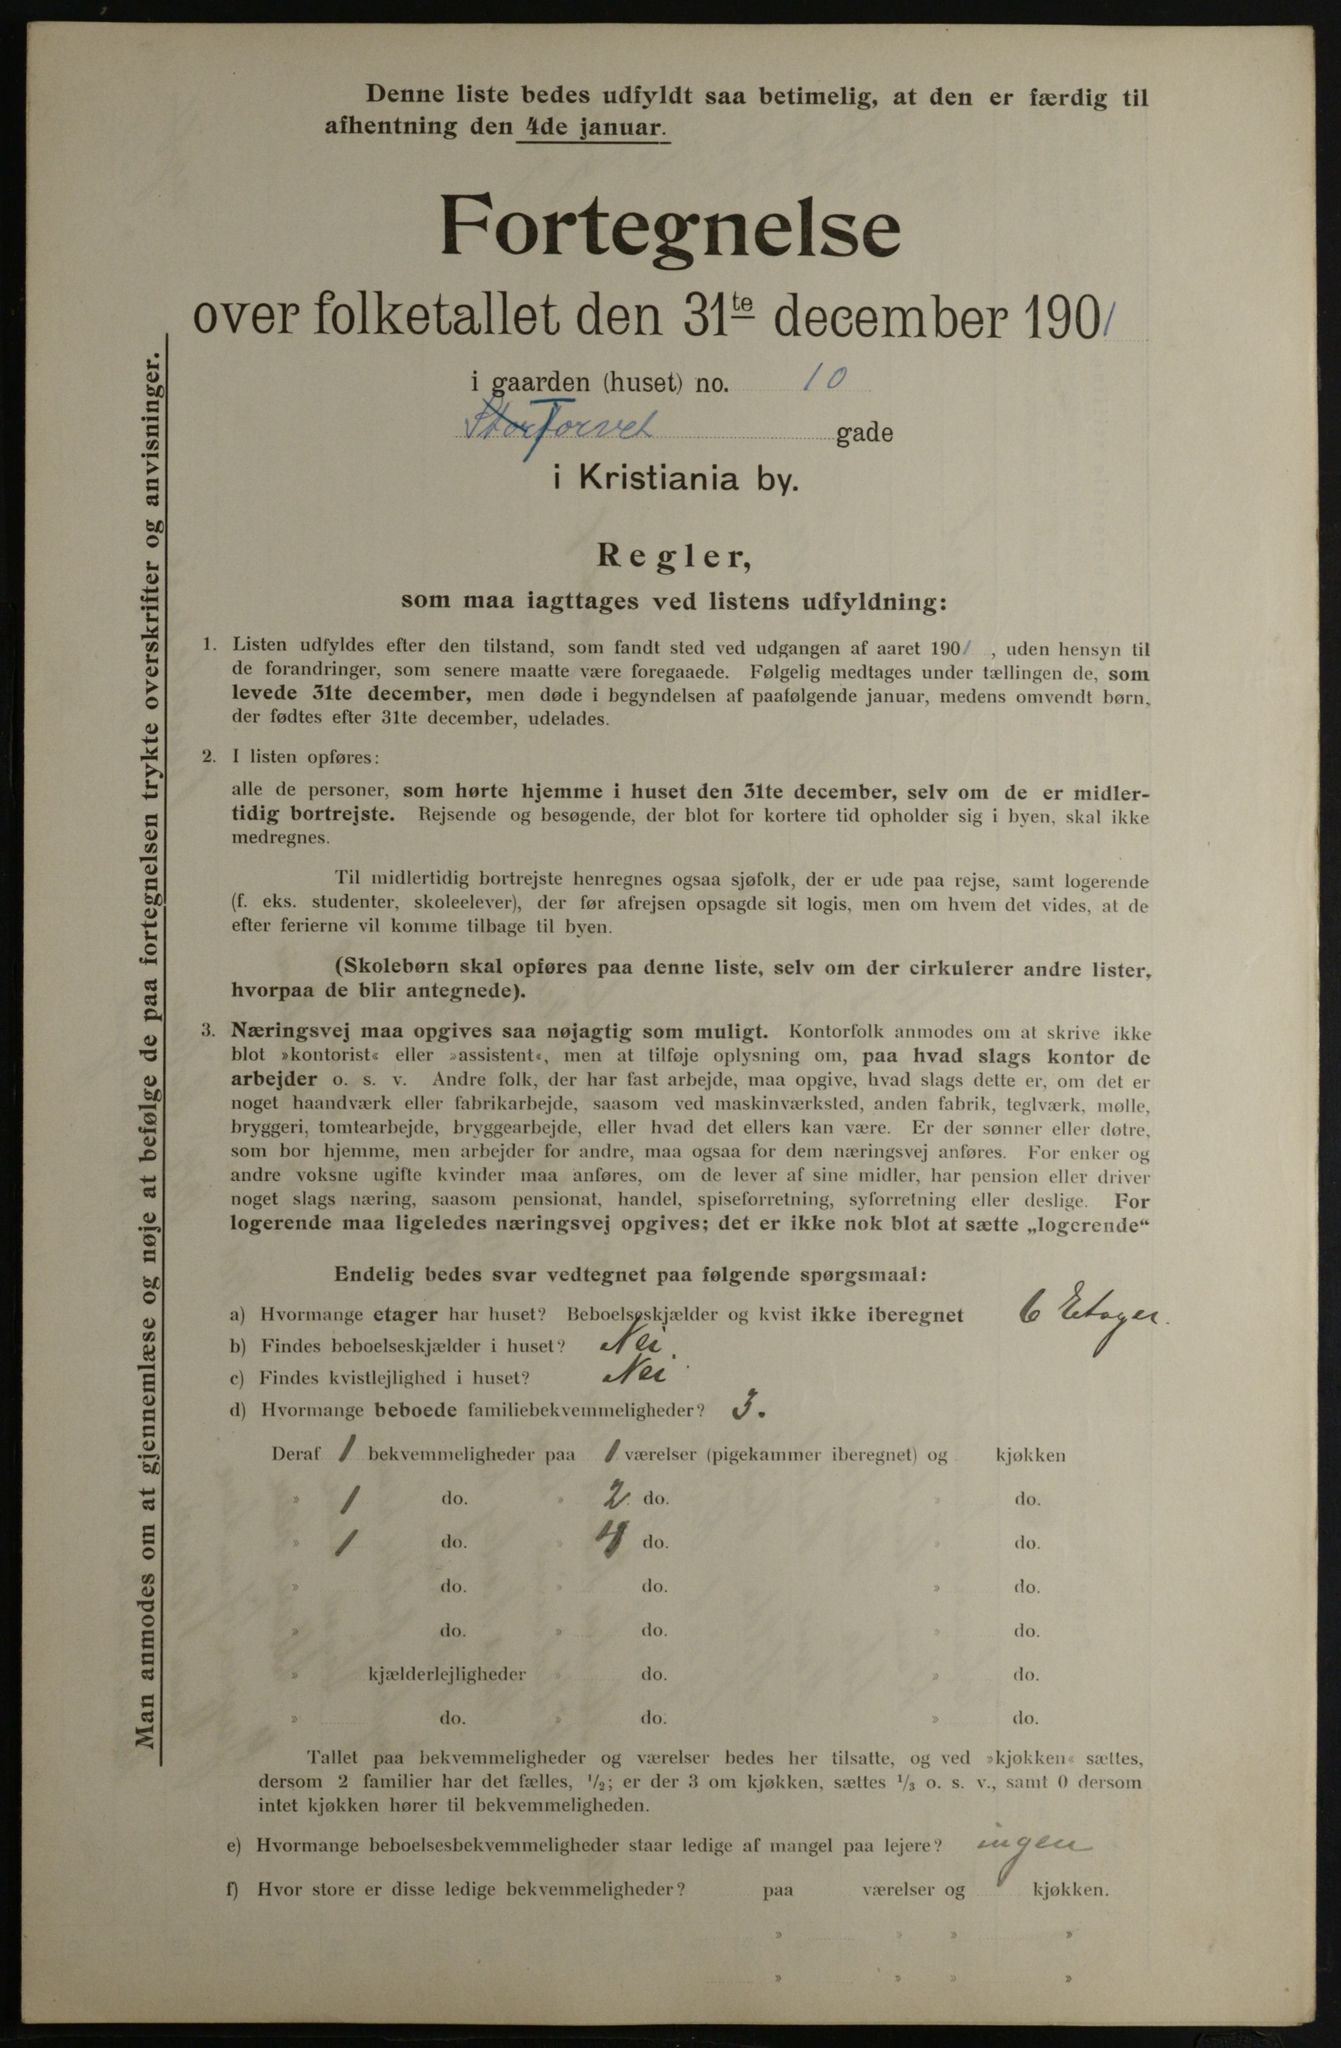 Denne liste bedes udfyldt saa betimelig, at den er færdig til
afhentning den 4de januar.
Fortegnelse
over folketallet den 31te december 1901
i gaarden (huset) no. 10
StorTorvet gade
i Kristiania by.
Regler,
som maa iagttages ved listens udfyldning:
1. Listen udfyldes efter den tilstand, som fandt sted ved udgangen af aaret 1901, uden hensyn til
de forandringer, som senere maatte være foregaaede. Følgelig medtages under tællingen de, som
levede 31te december, men døde i begyndelsen af paafølgende januar, medens omvendt børn,
der fødtes efter 31te december, udelades.
2. I listen opføres:
alle de personer, som hørte hjemme i huset den 31te december, selv om de er midler-
tidig bortrejste. Rejsende og besøgende, der blot for kortere tid opholder sig i byen, skal ikke
medregnes.
Til midlertidig bortrejste henregnes ogsaa sjøfolk, der er ude paa rejse, samt logerende
(f. eks. studenter, skoleelever), der før afrejsen opsagde sit logis, men om hvem det vides, at de
efter ferierne vil komme tilbage til byen.
(Skolebørn skal opføres paa denne liste, selv om der cirkulerer andre lister,
hvorpaa de blir antegnede).
3. Næringsvej maa opgives saa nøjagtig som muligt. Kontorfolk anmodes om at skrive ikke
blot »kontorist« eller »assistent«, men at tilføje oplysning om, paa hvad slags kontor de
arbejder o. s. v. Andre folk, der har fast arbejde, maa opgive, hvad slags dette er, om det er
noget haandværk eller fabrikarbejde, saasom ved maskinværksted, anden fabrik, teglværk, mølle,
bryggeri, tomtearbejde, bryggearbejde, eller hvad det ellers kan være. Er der sønner eller døtre,
som bor hjemme, men arbejder for andre, maa ogsaa for dem næringsvej anføres. For enker og
andre voksne ugifte kvinder maa anføres, om de lever af sine midler, har pension eller driver
noget slags næring, saasom pensionat, handel, spiseforretning, syforretning eller deslige. For
logerende maa ligeledes næringsvej opgives; det er ikke nok blot at sætte „logerende“
Endelig bedes svar vedtegnet paa følgende spørgsmaal:
a) Hvormange etager har huset? Beboelseskjælder og kvist ikke iberegnet 6 Etager.
b) Findes beboelseskjælder i huset? Nei
c) Findes kvistlejlighed i huset? Nei
d) Hvormange beboede familiebekvemmeligheder? 3.
Deraf 1 bekvemmeligheder paa 1 værelser (pigekammer iberegnet) og kjøkken
» 1 do. » 2 do. » do.
» 1 do. » 4 do. » do.
» do. » do. » do.
» do. » do. » do.
» kjælderlejligheder do. » do.
» do. » do. » do.
Tallet paa bekvemmeligheder og værelser bedes her tilsatte, og ved »kjøkken« sættes,
dersom 2 familier har det fælles, 1/2; er der 3 om kjøkken, sættes 1/3 o. s. v., samt 0 dersom
intet kjøkken hører til bekvemmeligheden.
e) Hvormange beboelsesbekvemmeligheder staar ledige af mangel paa lejere? ingen
f) Hvor store er disse ledige bekvemmeligheder? paa værelser og kjøkken.
» » » »
» » » »
Man anmodes om at gjennemlæse og nøje at befølge de paa fortegnelsen trykte overskrifter og anvisninger.